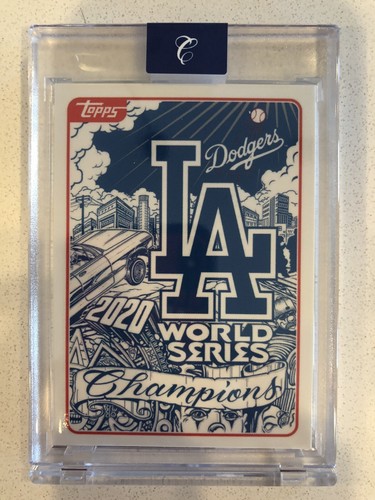 C
Topps
Dodgers
LA
2020
WORLD
SERIES
Champions